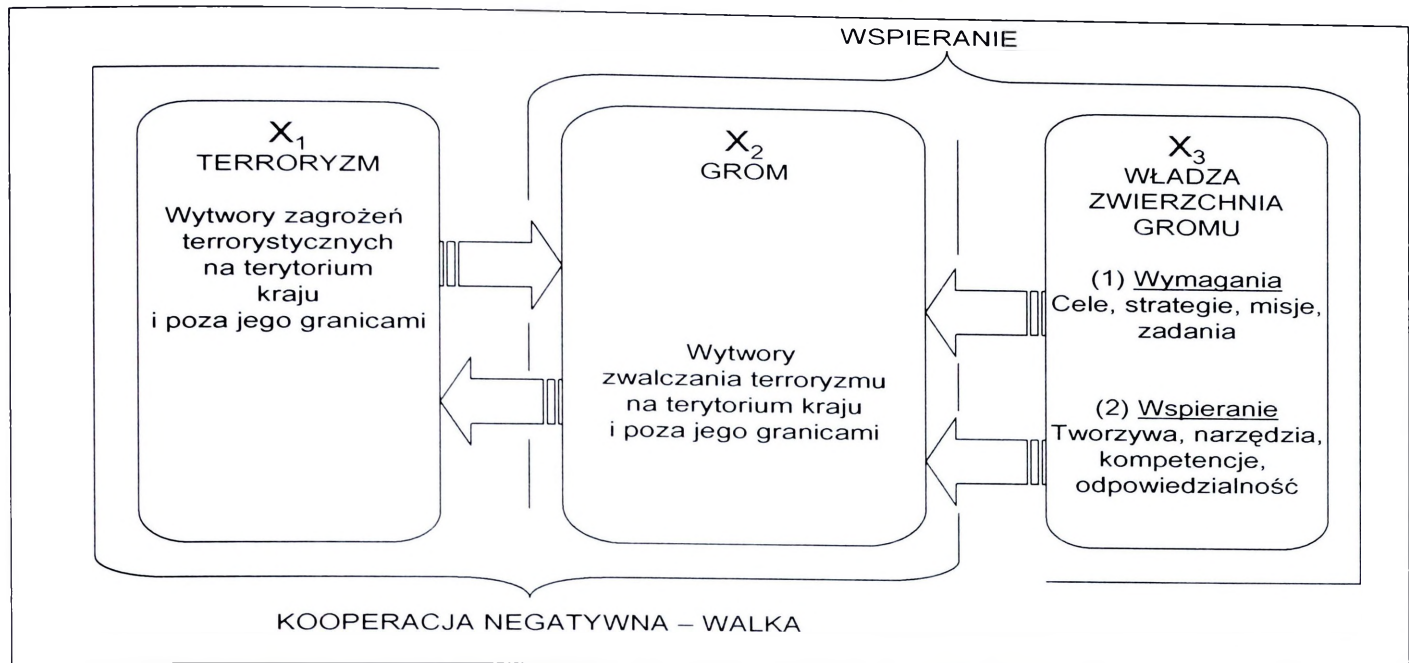 WSPIERANIE
X₁
TERRORYZM
Wytwory zagrożeń
terrorystycznych
na terytorium
kraju
i poza jego granicami
X₂
GROM
Wytwory
zwalczania terroryzmu
na terytorium kraju
i poza jego granicami
X₃
WŁADZA
ZWIERZCHNIA
GROMU
(1) Wymagania
Cele, strategie, misje,
zadania
(2) Wspieranie
Tworzywa, narzędzia,
kompetencje,
odpowiedzialność
KOOPERACJA NEGATYWNA – WALKA